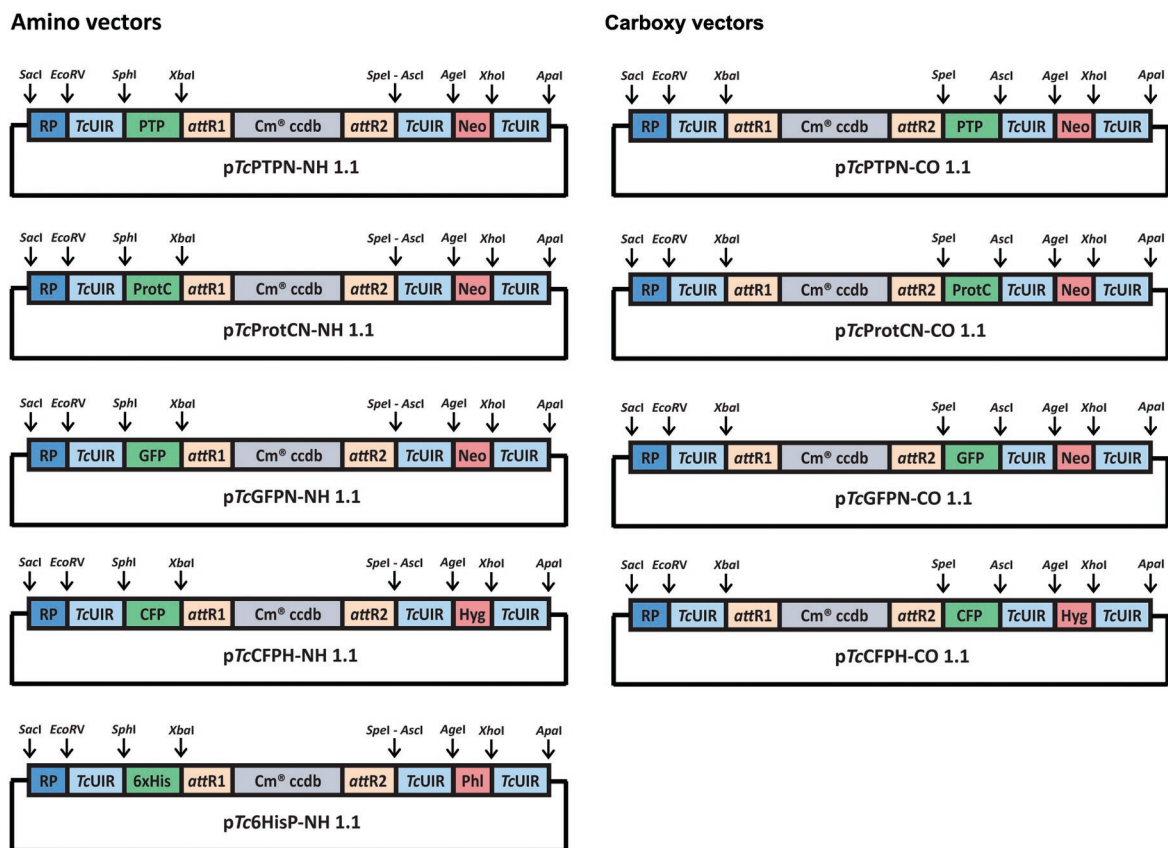 Amino vectors
SacI EcoRV SphI XbaI SpeI - AscI AgeI XhoI ApaI
RP TcUIR PTP attR1 Cm® ccdb attR2 TcUIR Neo TcUIR
pTcPTPN-NH 1.1
SacI EcoRV SphI XbaI SpeI - AscI AgeI XhoI ApaI
RP TcUIR ProtC attR1 Cm® ccdb attR2 TcUIR Neo TcUIR
pTcProtCN-NH 1.1
SacI EcoRV SphI XbaI SpeI - AscI AgeI XhoI ApaI
RP TcUIR GFP attR1 Cm® ccdb attR2 TcUIR Neo TcUIR
pTcGFPN-NH 1.1
SacI EcoRV SphI XbaI SpeI - AscI AgeI XhoI ApaI
RP TcUIR CFP attR1 Cm® ccdb attR2 TcUIR Hyg TcUIR
pTcCFPH-NH 1.1
SacI EcoRV SphI XbaI SpeI - AscI AgeI XhoI ApaI
RP TcUIR 6xHis attR1 Cm® ccdb attR2 TcUIR Phl TcUIR
pTc6HisP-NH 1.1
Carboxy vectors
SacI EcoRV XbaI SpeI AscI AgeI XhoI ApaI
RP TcUIR attR1 Cm® ccdb attR2 PTP TcUIR Neo TcUIR
pTcPTPN-CO 1.1
SacI EcoRV XbaI SpeI AscI AgeI XhoI ApaI
RP TcUIR attR1 Cm® ccdb attR2 ProtC TcUIR Neo TcUIR
pTcProtCN-CO 1.1
SacI EcoRV XbaI SpeI AscI AgeI XhoI ApaI
RP TcUIR attR1 Cm® ccdb attR2 GFP TcUIR Neo TcUIR
pTcGFPN-CO 1.1
SacI EcoRV XbaI SpeI AscI AgeI XhoI ApaI
RP TcUIR attR1 Cm® ccdb attR2 CFP TcUIR Hyg TcUIR
pTcCFPH-CO 1.1